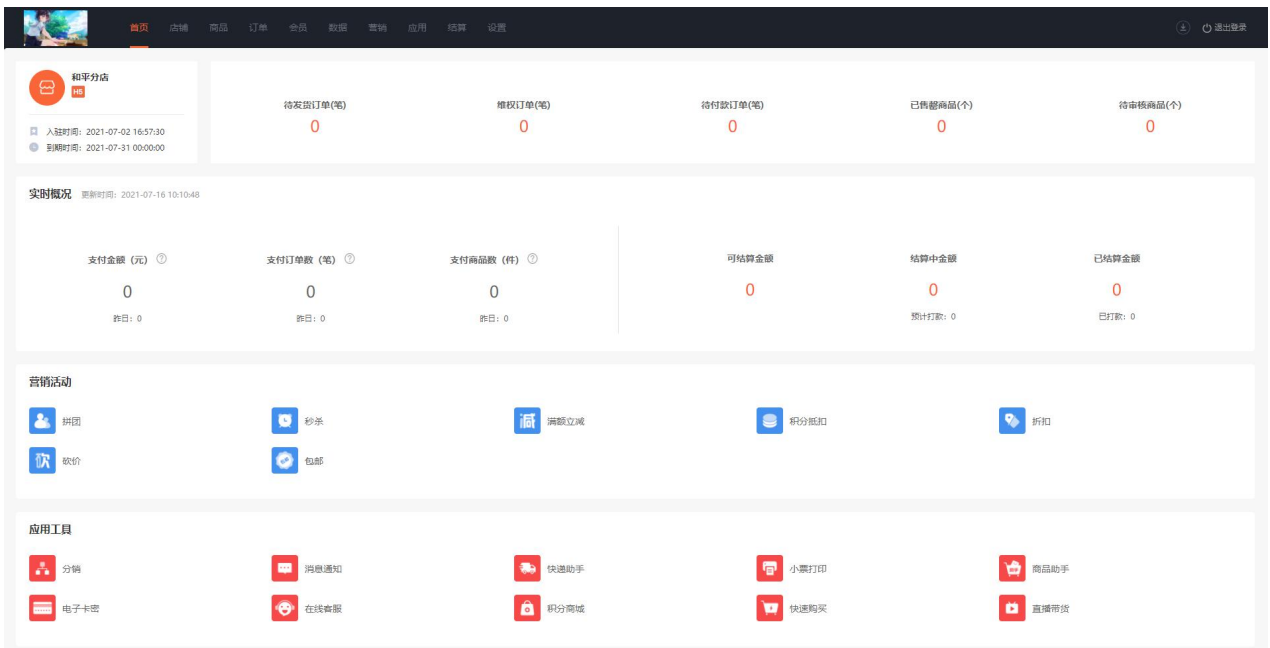 首页 店铺 商品 订单 会员 数据 营销 应用 结算 设置 退出登录
和平分店
H5
入驻时间：2021-07-02 16:57:30
到期时间：2021-07-31 00:00:00
待发货订单(笔) 维权订单(笔) 待付款订单(笔) 已售罄商品(个) 待审核商品(个)
0 0 0 0 0
实时概况 更新时间：2021-07-16 10:10:48
支付金额（元） 支付订单数（笔） 支付商品数（件） 可结算金额 结算中金额 已结算金额
0 0 0 0 0 0
昨日：0 昨日：0 昨日：0 预计打款：0 已打款：0
营销活动
拼团 秒杀 减 满额立减 积分抵扣 折扣
砍 砍价 包邮
应用工具
分销 消息通知 快递助手 小票打印 商品助手
电子卡密 在线客服 积分商城 快速购买 直播带货